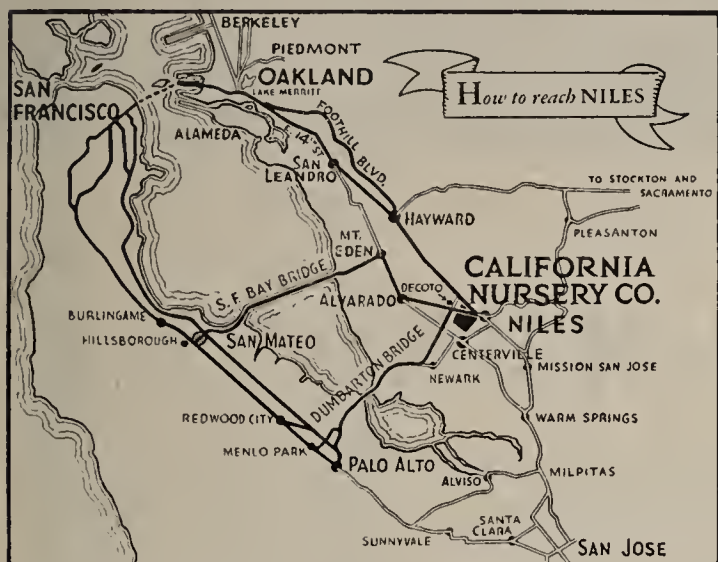 BERKELEY
PIEDMONT
OAKLAND
LAKE MERRITT
SAN
FRANCISCO
ALAMEDA
How to reach NILES
FOOTHILL BLVD.
E. 14TH ST.
SAN
LEANDRO
TO STOCKTON AND
SACRAMENTO
HAYWARD
PLEASANTON
MT.
EDEN
S.F. BAY BRIDGE
DECOTO
CALIFORNIA
NURSERY CO.
NILES
ALVARADO
BURLINGAME
HILLSBOROUGH
SAN MATEO
DUMBARTON BRIDGE
CENTERVILLE
NEWARK
MISSION SAN JOSE
REDWOOD CITY
WARM SPRINGS
MENLO PARK
PALO ALTO
ALVISO
MILPITAS
SUNNYVALE
SANTA
CLARA
SAN JOSE